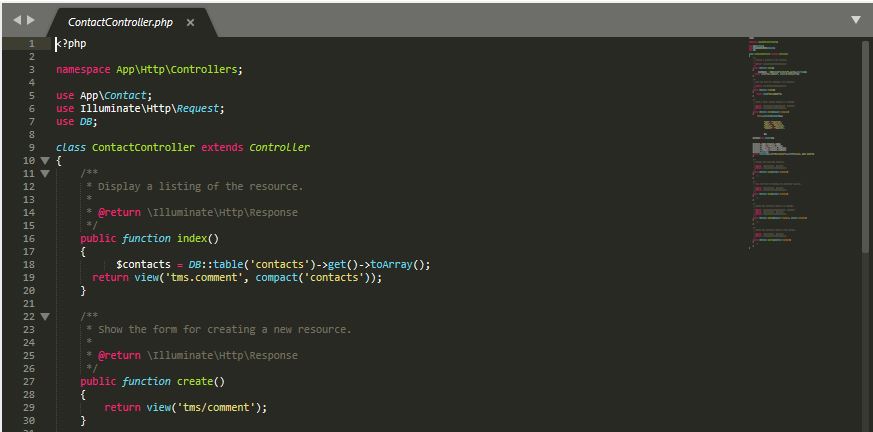 ContactController.php ×
1 <?php
2
3 namespace App\Http\Controllers;
4
5 use App\Contact;
6 use Illuminate\Http\Request;
7 use DB;
8
9 class ContactController extends Controller
10 {
11     /**
12      * Display a listing of the resource.
13      *
14      * @return \Illuminate\Http\Response
15      */
16     public function index()
17     {
18           $contacts = DB::table('contacts')->get()->toArray();
19       return view('tms.comment', compact('contacts'));
20     }
21
22     /**
23      * Show the form for creating a new resource.
24      *
25      * @return \Illuminate\Http\Response
26      */
27     public function create()
28     {
29         return view('tms/comment');
30     }